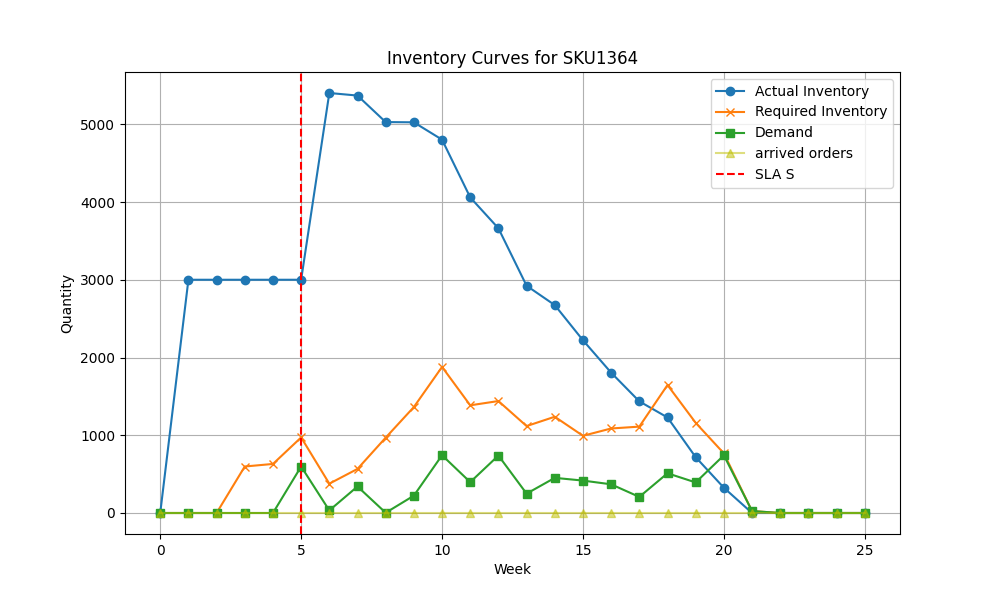 Inventory Curves for SKU1364
Actual Inventory
Required Inventory
Demand
arrived orders
SLA S
Quantity
5000
4000
3000
2000
1000
0
0 5 10 15 20 25
Week